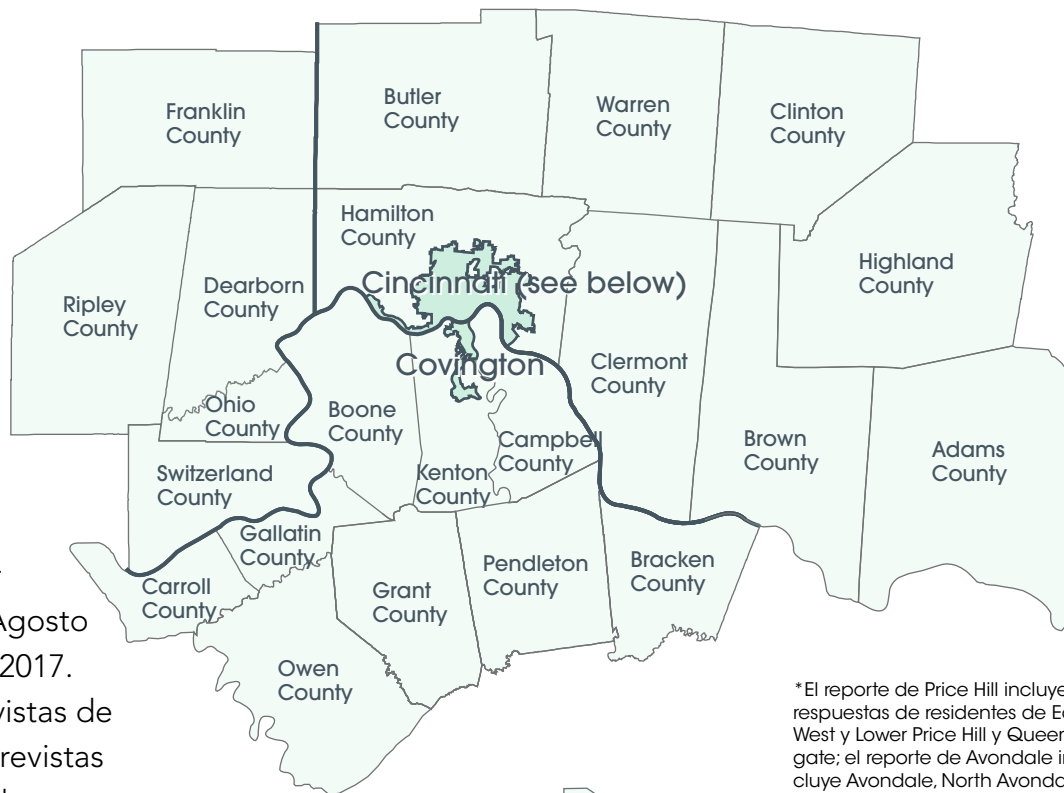 Franklin
County
Butler
County
Warren
County
Clinton
County
Hamilton
County
Cincinnati (see below)
Highland
County
Ripley
County
Dearborn
County
Covington
Clermont
County
Ohio
County
Boone
County
Campbell
County
Brown
County
Adams
County
Switzerland
County
Kenton
County
Gallatin
County
Carroll
County
Grant
County
Pendleton
County
Bracken
County
Owen
County
Agosto
2017.
vistas de
revistas
*El reporte de Price Hill incluye
respuestas de residentes de
West y Lower Price Hill y
gate; el reporte de Avondale
cluye Avondale, North